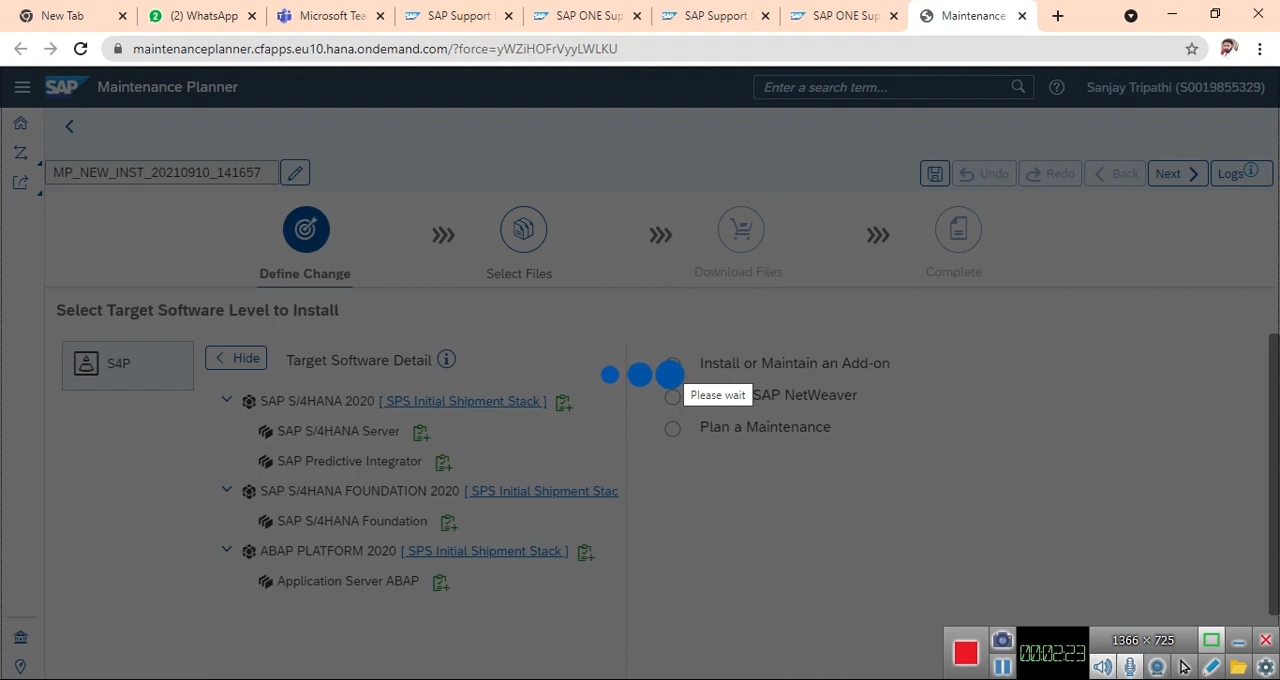 New Tab
(2) WhatsApp
Microsoft Tea
SAP Support
SAP ONE Su
SAP Support
SAP ONE Su
Maintenance
maintenanceplanner.cfapps.eu10.hana.ondemand.com/?force=yWZiHOFrVyyLWLKU
SAP Maintenance Planner
Enter a search term...
Sanjay Tripathi (S0019855329)
MP_NEW_INST_20210910_141657
Undo
Redo
Back
Next
Logs
Define Change
Select Files
Download Files
Complete
Select Target Software Level to Install
S4P
Hide
Target Software Detail
Install or Maintain an Add-on
Please wait
SAP NetWeaver
SAP S/4HANA 2020 [ SPS Initial Shipment Stack ]
Plan a Maintenance
SAP S/4HANA Server
SAP Predictive Integrator
SAP S/4HANA FOUNDATION 2020 [ SPS Initial Shipment Stac
SAP S/4HANA Foundation
ABAP PLATFORM 2020 [ SPS Initial Shipment Stack ]
Application Server ABAP
1366 × 725
00:02:23